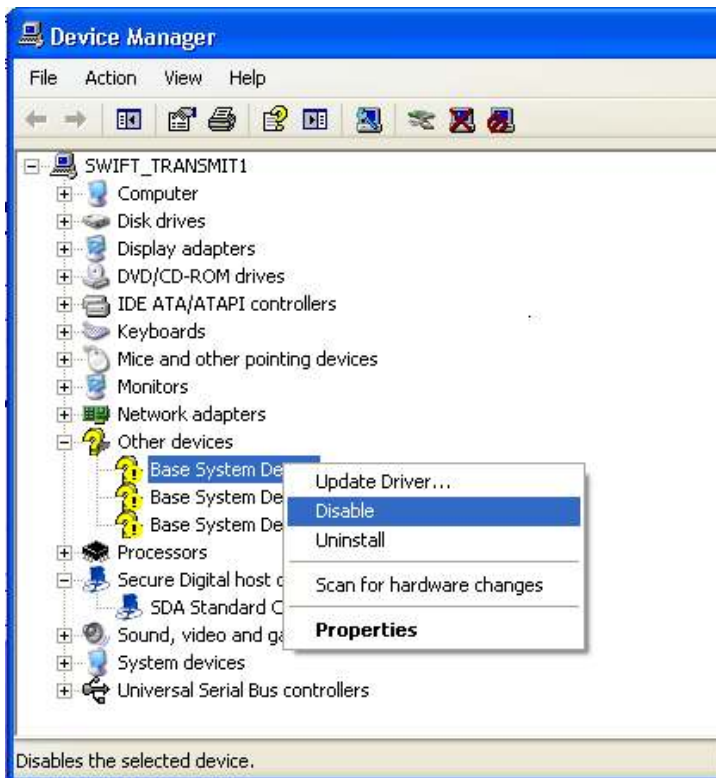 Device Manager
File Action View Help
SWIFT_TRANSMIT1
Computer
Disk drives
Display adapters
DVD/CD-ROM drives
IDE ATA/ATAPI controllers
Keyboards
Mice and other pointing devices
Monitors
Network adapters
Other devices
Base System De
Base System De
Base System De
Processors
Secure Digital host c
SDA Standard C
Sound, video and ga
System devices
Universal Serial Bus controllers
Update Driver...
Disable
Uninstall
Scan for hardware changes
Properties
Disables the selected device.